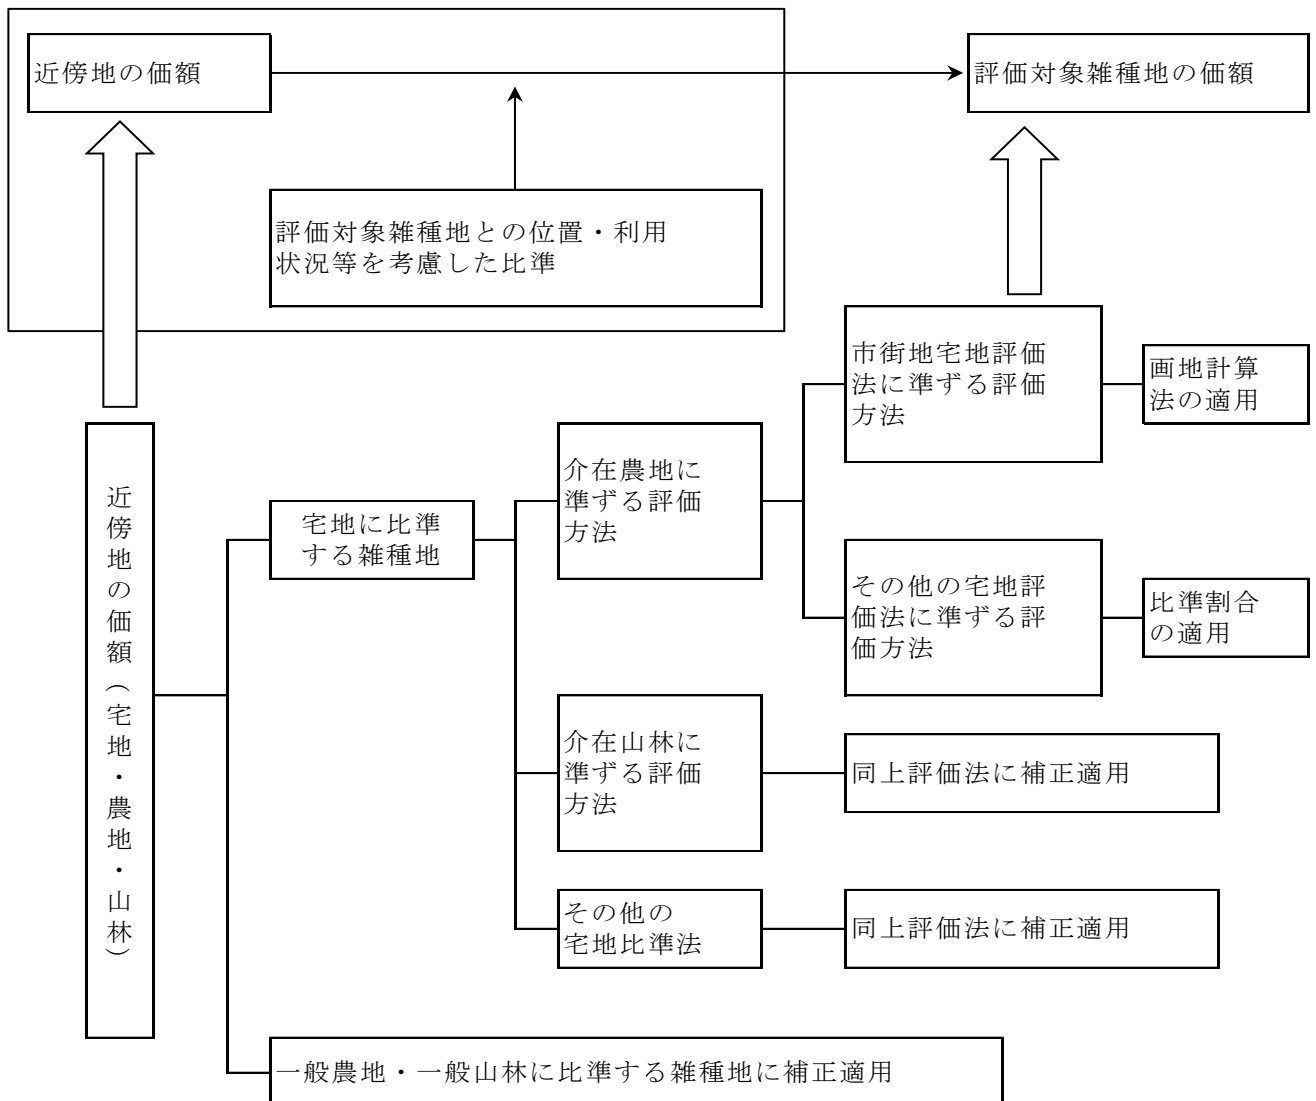 近傍地の価額
評価対象雑種地の価額
評価対象雑種地との位置・利用
状況等を考慮した比準
市街地宅地評価
法に準ずる評価
方法
画地計算
法の適用
近傍地の価額（宅地・農地・山林）
宅地に比準
する雑種地
介在農地に
準ずる評価
方法
その他の宅地評
価法に準ずる評
価方法
比準割合
の適用
介在山林に
準ずる評価
方法
同上評価法に補正適用
その他の
宅地比準法
同上評価法に補正適用
一般農地・一般山林に比準する雑種地に補正適用